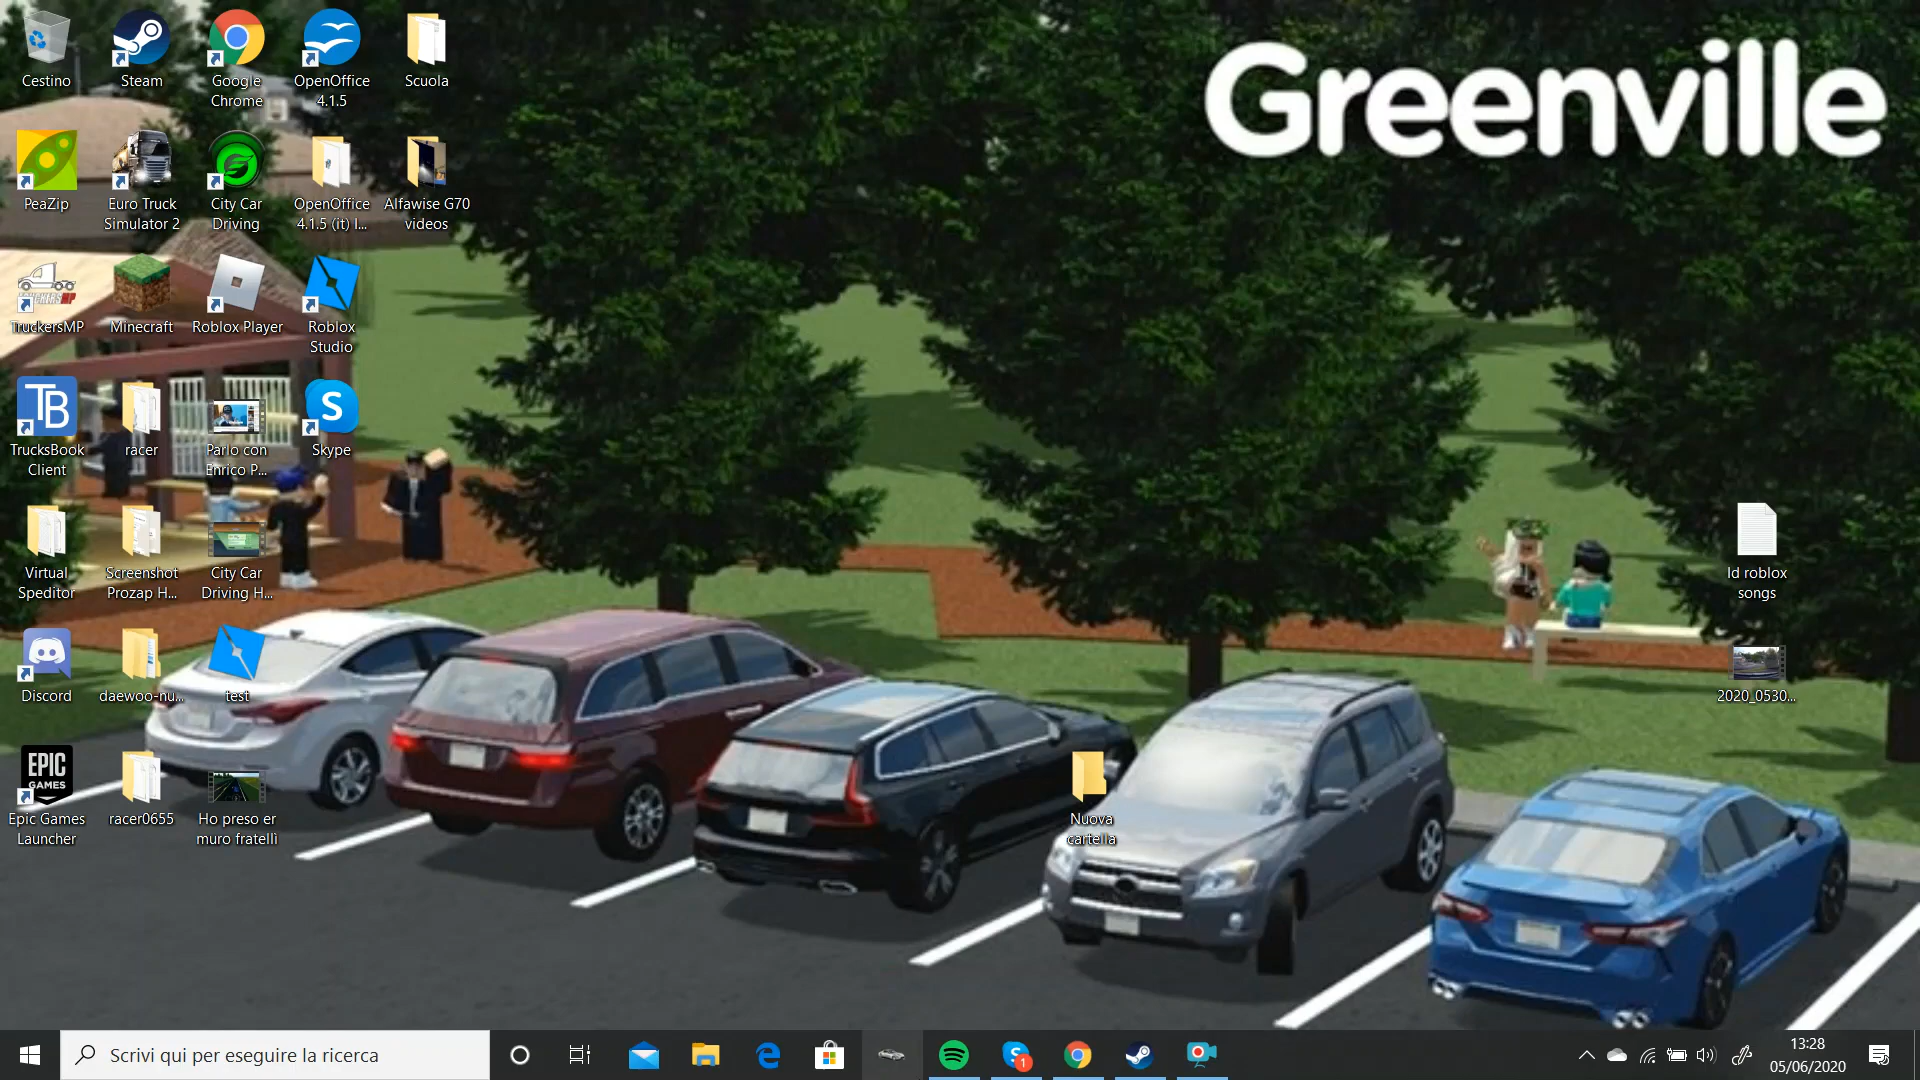 Greenville
Cestino
Steam
Google
Chrome
OpenOffice
4.1.5
Scuola
PeaZip
Euro Truck
Simulator 2
City Car
Driving
OpenOffice
4.1.5 (it) I...
Alfawise G70
videos
TruckersMP
Minecraft
Roblox Player
Roblox
Studio
TB
TrucksBook
Client
racer
Parlo con
Enrico P...
S
Skype
Virtual
Speditor
Screenshot
Prozap H...
City Car
Driving H...
Id roblox
songs
Discord
daewoo-nu...
test
2020_0530...
EPIC
GAMES
Epic Games
Launcher
racer0655
Ho preso er
muro fratelli
Nuova
cartella
Scrivi qui per eseguire la ricerca
S
1
13:28
05/06/2020